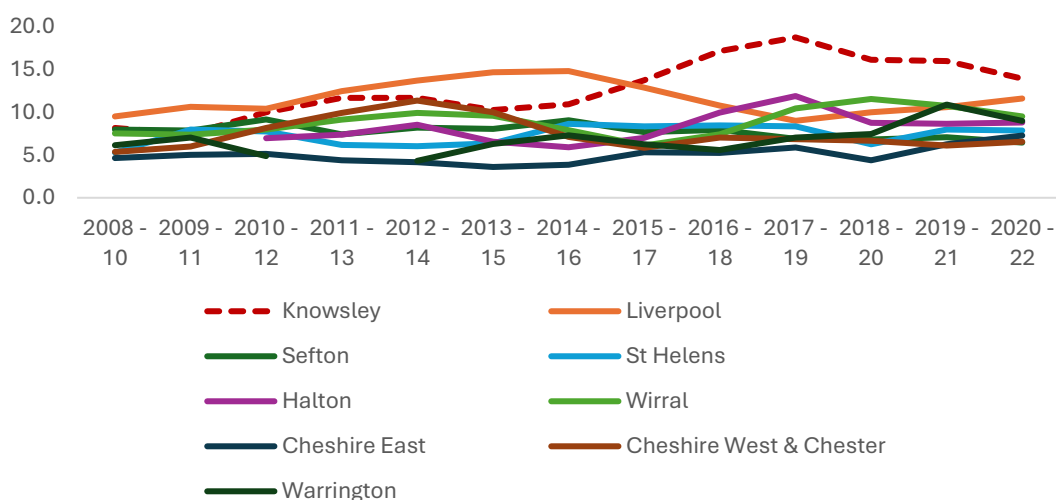 20.0
15.0
10.0
5.0
0.0
2008 - 2009 - 2010 - 2011 - 2012 - 2013 - 2014 - 2015 - 2016 - 2017 - 2018 - 2019 - 2020 -
10 11 12 13 14 15 16 17 18 19 20 21 22
Knowsley Liverpool
Sefton St Helens
Halton Wirral
Cheshire East Cheshire West & Chester
Warrington